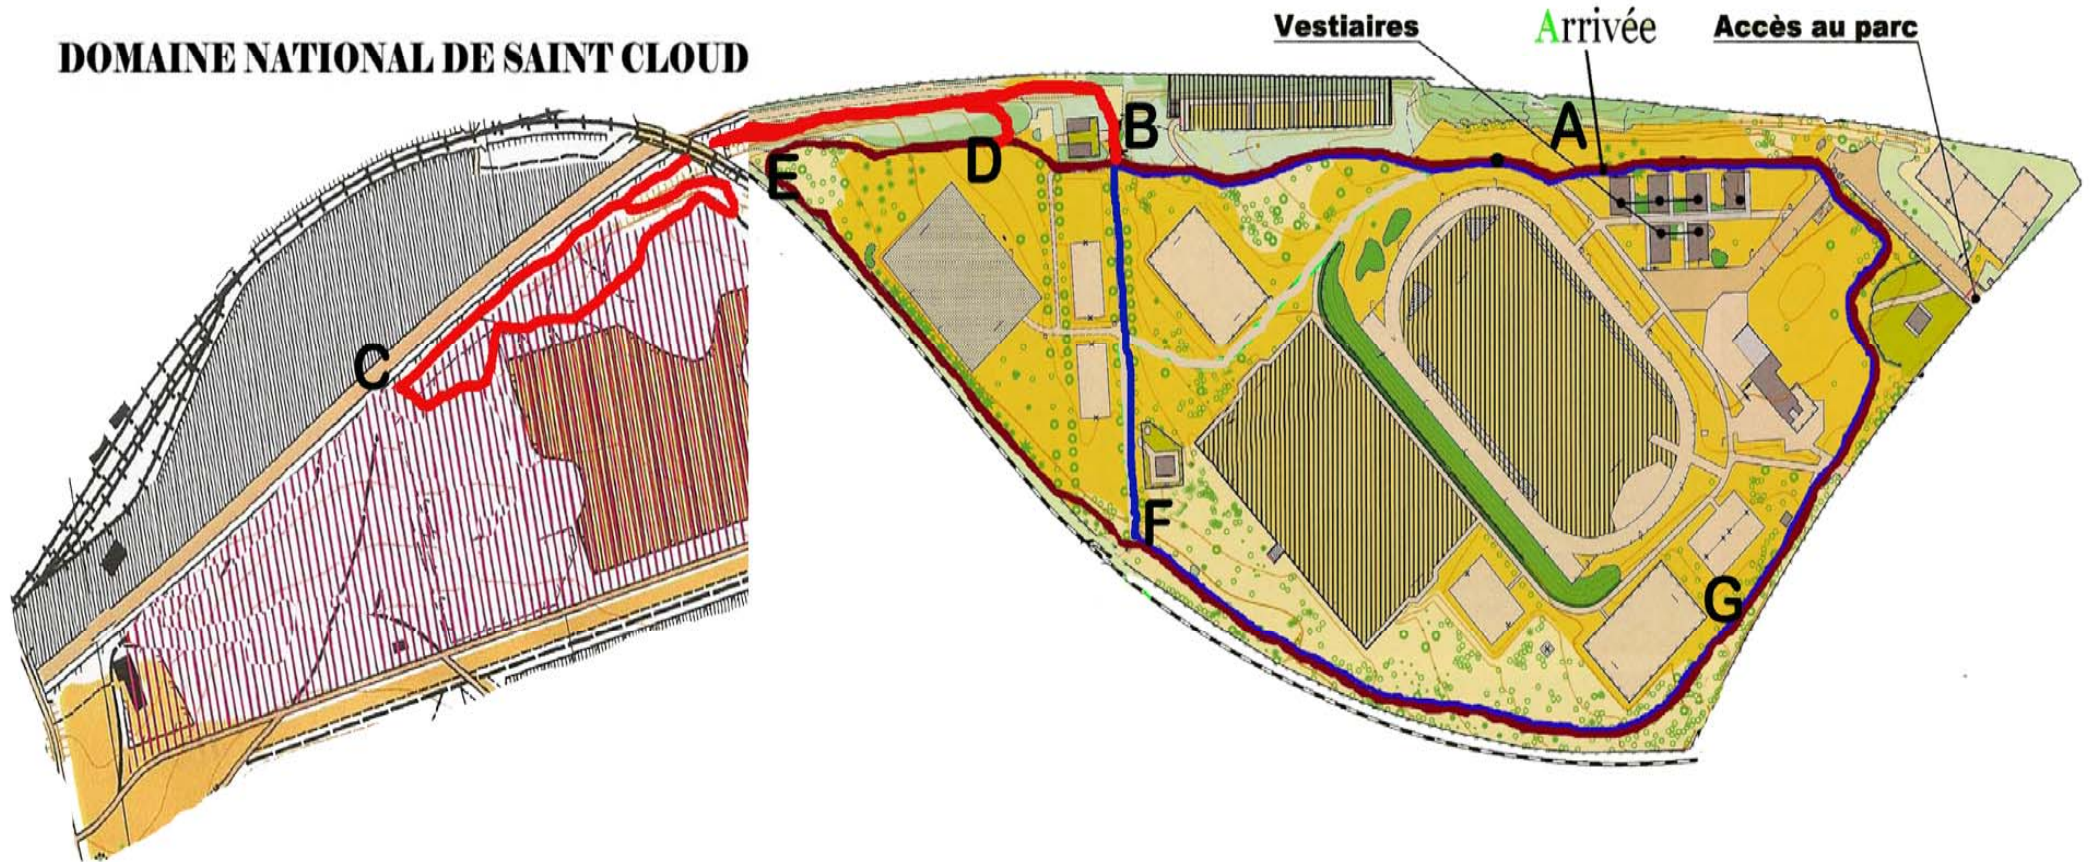 Vestiaires
Arrivée
Accès au parc
DOMAINE NATIONAL DE SAINT CLOUD
A
B
C
D
E
F
G